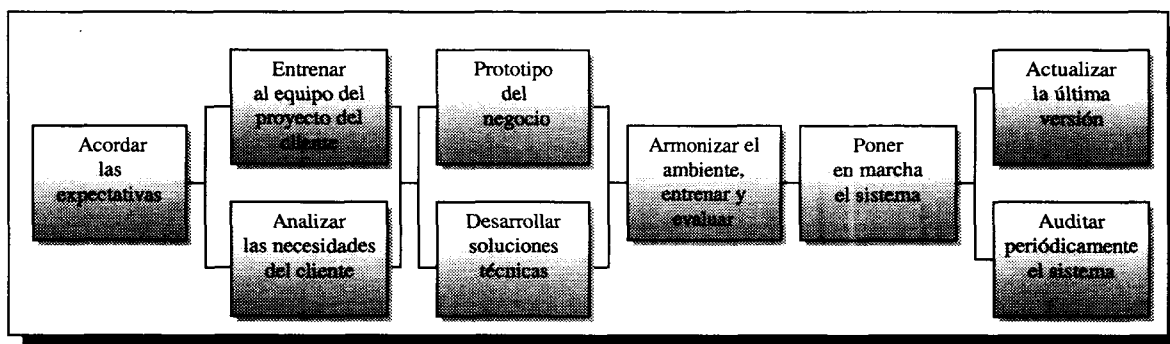 Acordar
las
expectativas
Entrenar
al equipo del
proyecto del
cliente
Analizar
las necesidades
del cliente
Prototipo
del
negocio
Desarrollar
soluciones
técnicas
Armonizar el
ambiente,
entrenar y
evaluar
Poner
en marcha
el sistema
Actualizar
la última
versión
Auditar
periódicamente
el sistema